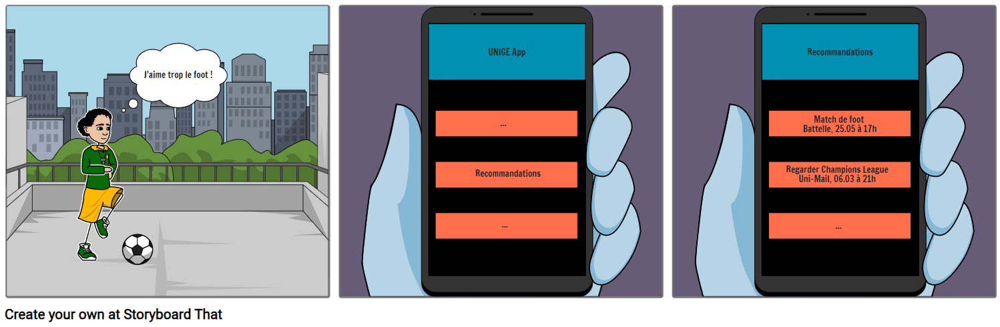 J'aime trop le foot !
UNIGE App
...
Recommandations
...
Recommandations
Match de foot
Battelle, 25.05 à 17h
Regarder Champions League
Uni-Mail, 06.03 à 21h
...
Create your own at Storyboard That